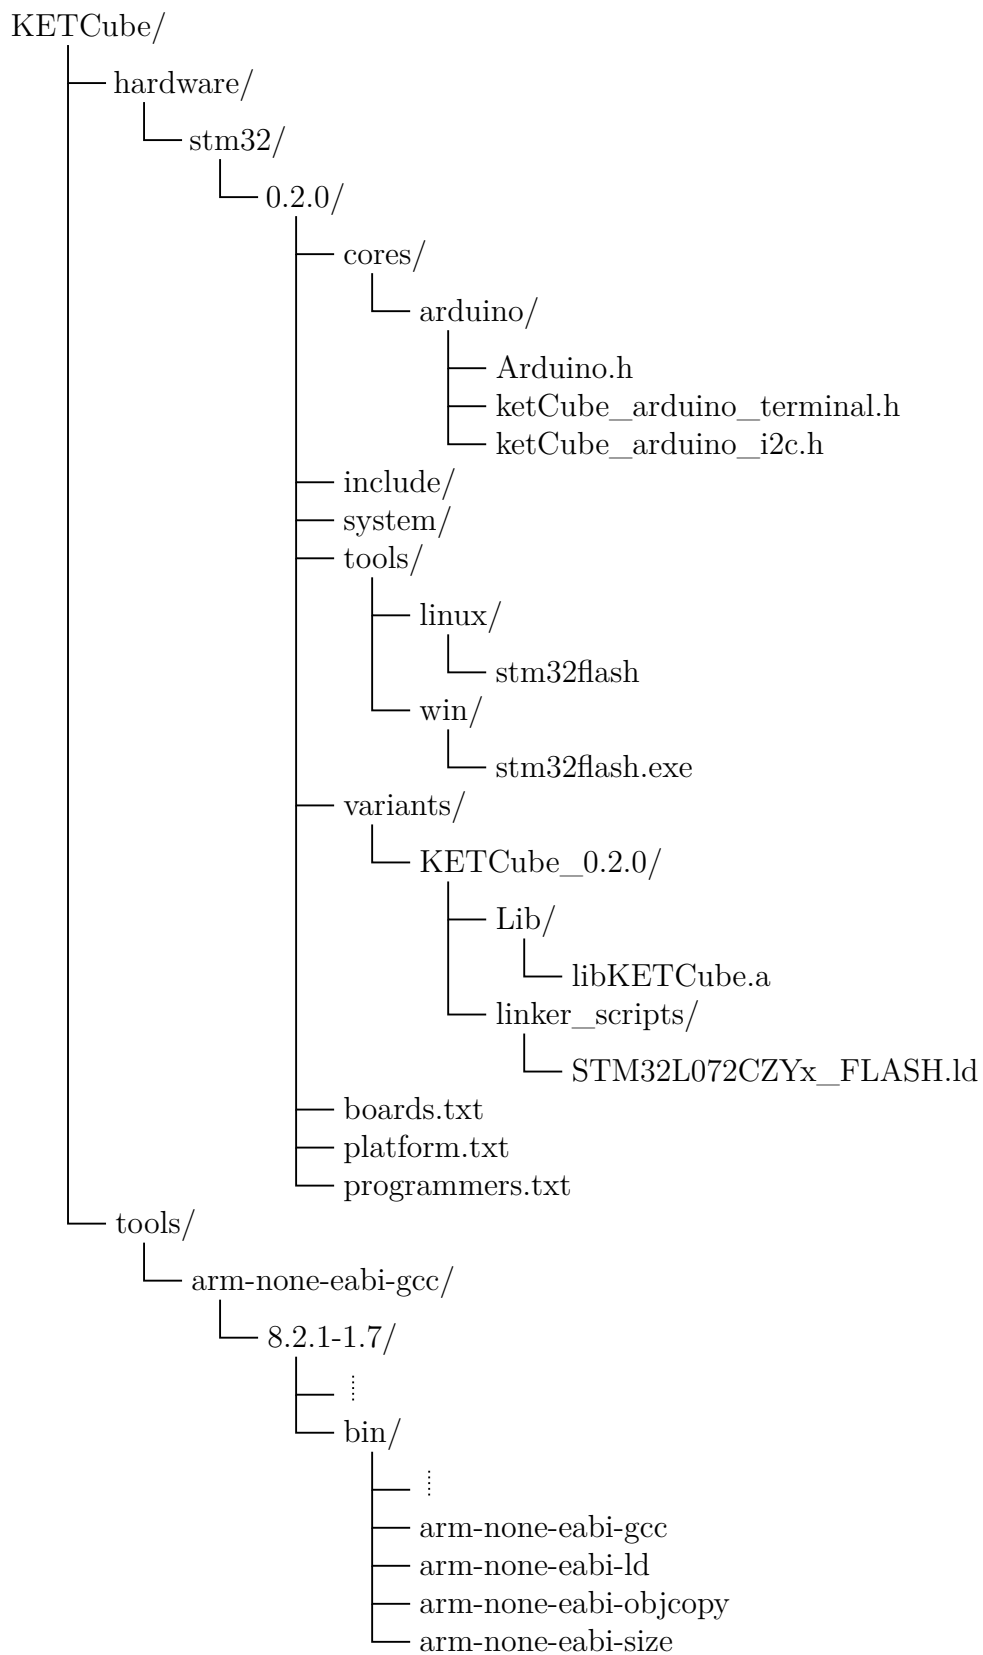 KETCube/
hardware/
stm32/
0.2.0/
cores/
arduino/
Arduino.h
ketCube_arduino_terminal.h
ketCube_arduino_i2c.h
include/
system/
tools/
linux/
stm32flash
win/
stm32flash.exe
variants/
KETCube_0.2.0/
Lib/
libKETCube.a
linker_scripts/
STM32L072CZYx_FLASH.ld
boards.txt
platform.txt
programmers.txt
tools/
arm-none-eabi-gcc/
8.2.1-1.7/
bin/
arm-none-eabi-gcc
arm-none-eabi-ld
arm-none-eabi-objcopy
arm-none-eabi-size